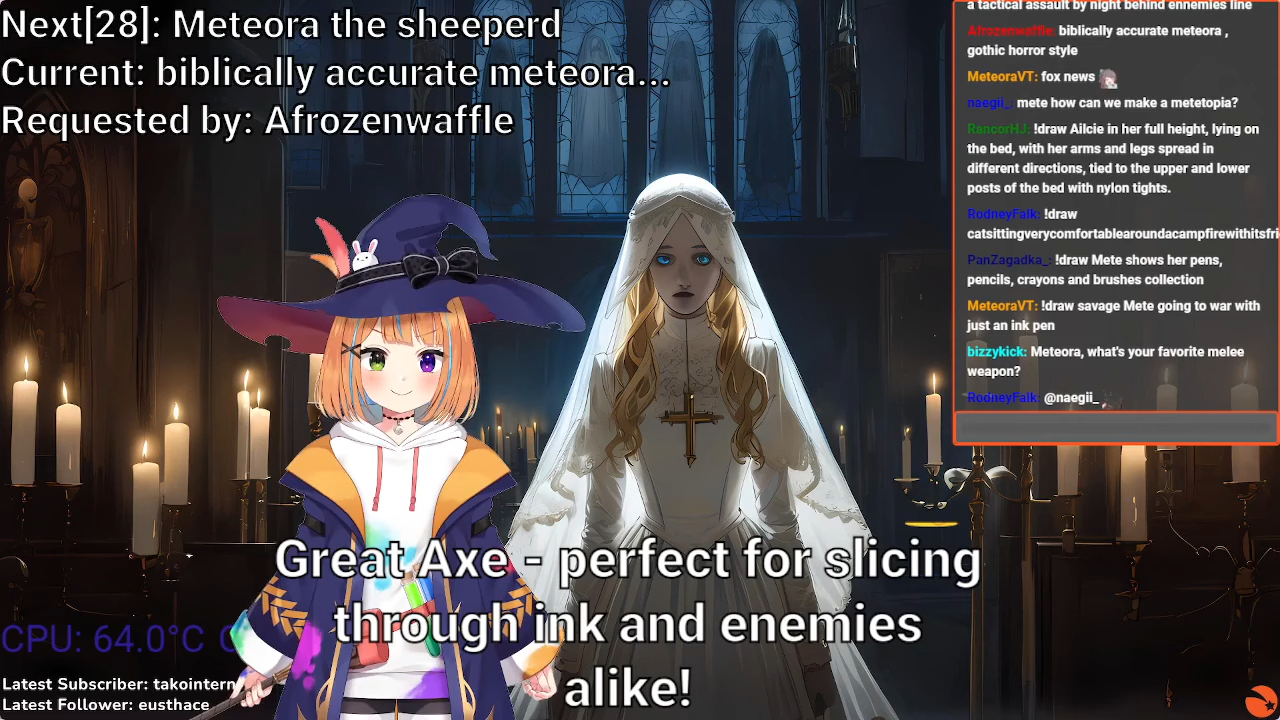 Next[28]: Meteora the sheeperd
Current: biblically accurate meteora...
Requested by: Afrozenwaffle
a tactical assault by night behind ennemies line
Afrozenwaffle: biblically accurate meteora ,
gothic horror style
MeteoraVT: fox news
naegii_: mete how can we make a metetopia?
RancorHJ: !draw Ailcie in her full height, lying on
the bed, with her arms and legs spread in
different directions, tied to the upper and lower
posts of the bed with nylon tights.
RodneyFalk: !draw
catsittingverycomfortablearoundacampfirewithitsfri
PanZagadka_: !draw Mete shows her pens,
pencils, crayons and brushes collection
MeteoraVT: !draw savage Mete going to war with
just an ink pen
bizzykick: Meteora, what's your favorite melee
weapon?
RodneyFalk: @naegii_
Great Axe - perfect for slicing
through ink and enemies
alike!
CPU: 64.0°C
Latest Subscriber: takointern
Latest Follower: eusthace